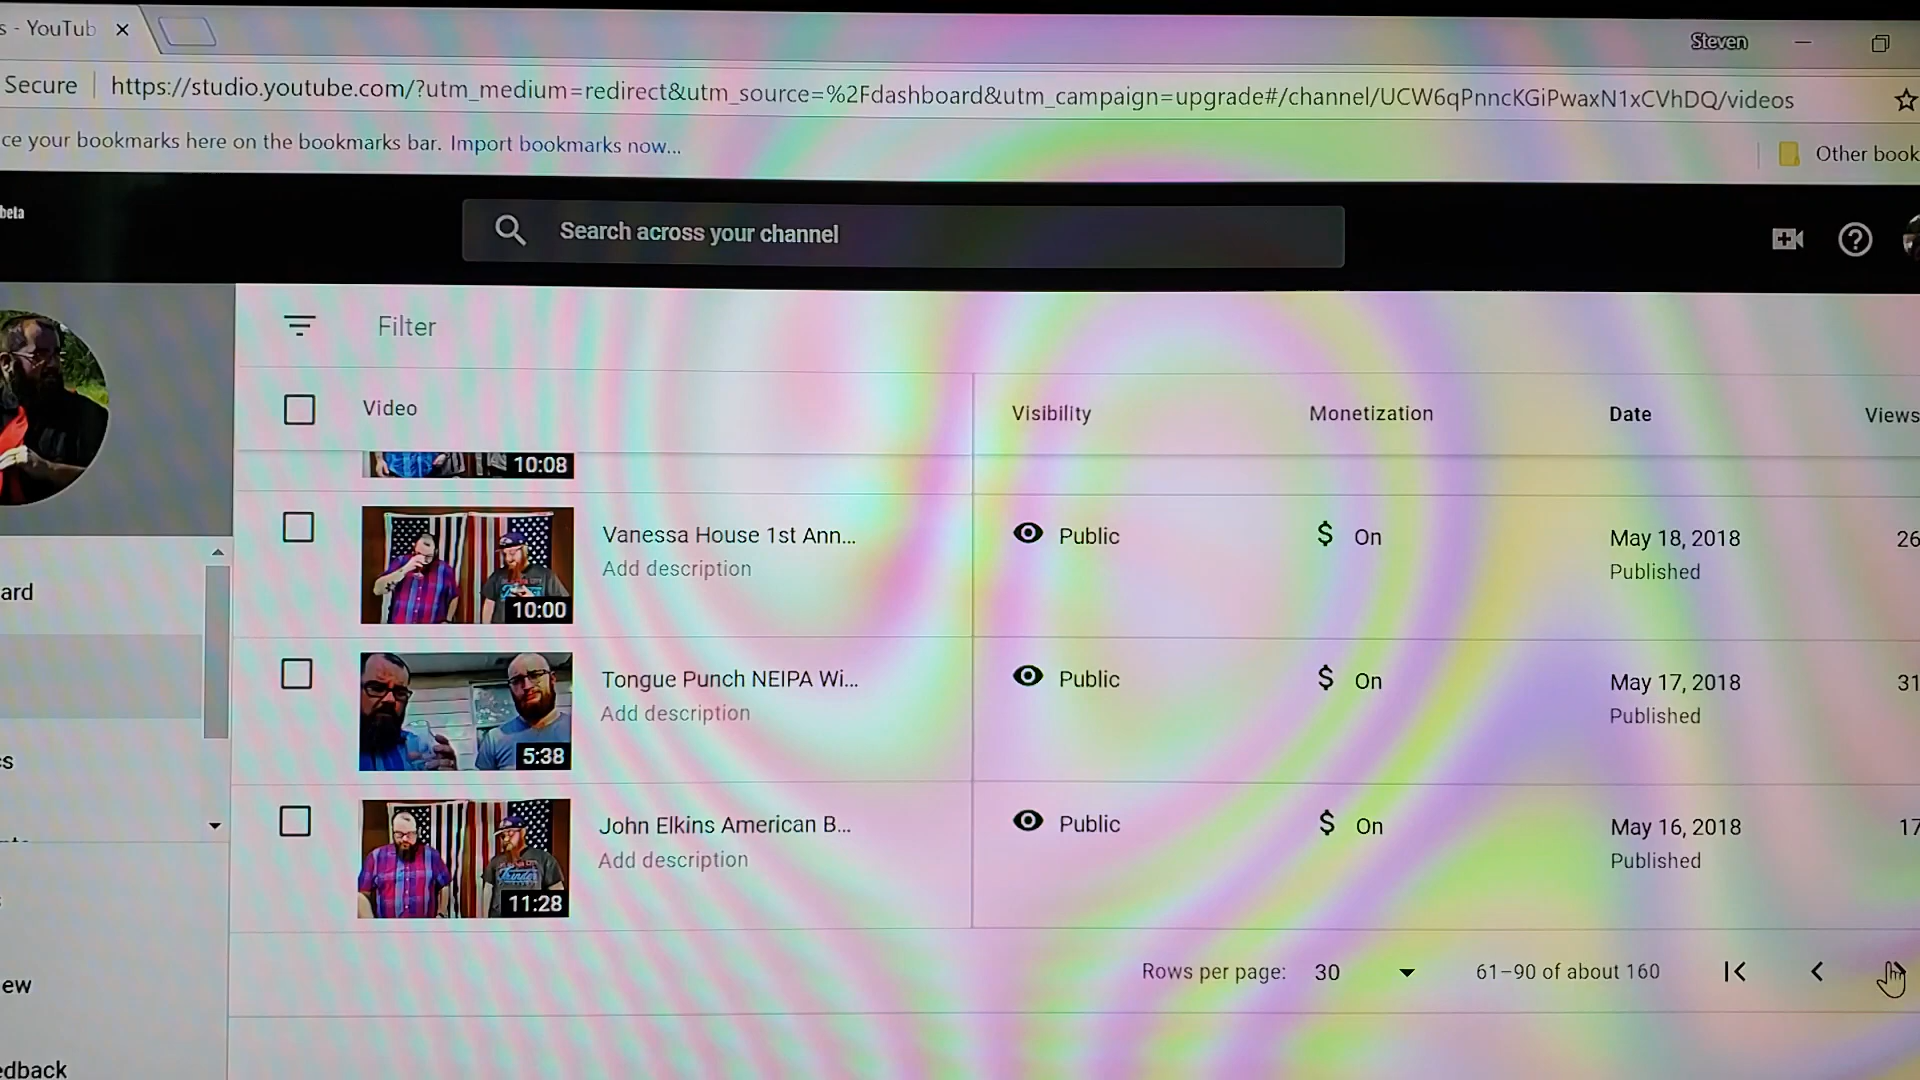 s - YouTub
Steven
Secure
https://studio.youtube.com/?utm_medium=redirect&utm_source=%2Fdashboard&utm_campaign=upgrade#/channel/UCW6qPnncKGiPwaxN1xCVhDQ/videos
ce your bookmarks here on the bookmarks bar. Import bookmarks now...
Other book
beta
Search across your channel
Filter
Video Visibility Monetization Date Views
10:08
Vanessa House 1st Ann... Public $ On May 18, 2018 26
Add description Published
10:00
Tongue Punch NEIPA Wi... Public $ On May 17, 2018 31
Add description Published
5:38
John Elkins American B... Public $ On May 16, 2018 17
Add description Published
11:28
ard
cs
ew
edback
Rows per page: 30 61–90 of about 160